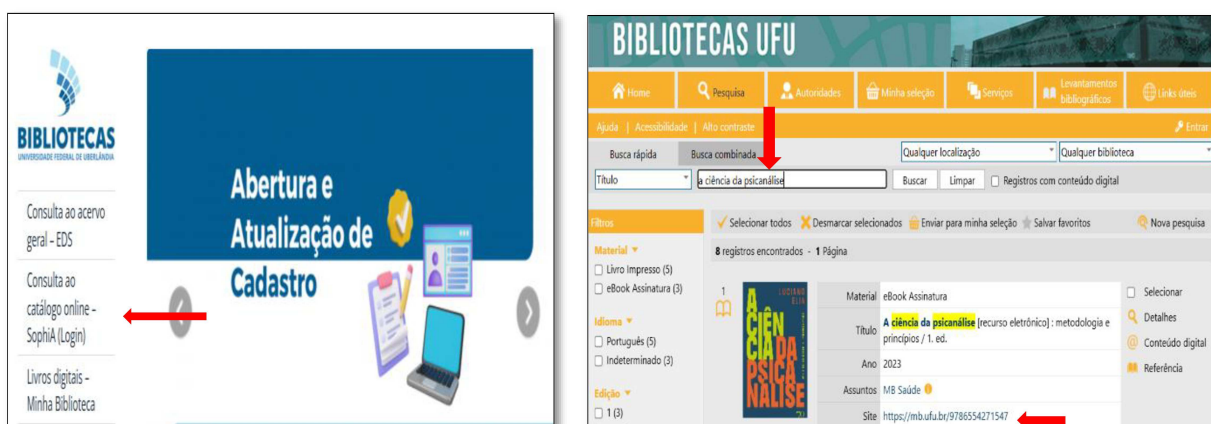 BIBLIOTECAS
UNIVERSIDADE FEDERAL DE UBERLÂNDIA
Consulta ao acervo
geral – EDS
Consulta ao
catálogo online –
SophiA (Login)
Livros digitais –
Minha Biblioteca
Abertura e
Atualização de
Cadastro
BIBLIOTECAS UFU
Home
Pesquisa
Autoridades
Minha seleção
Serviços
Levantamentos
bibliográficos
Links úteis
Ajuda | Acessibilidade | Alto contraste
Entrar
Busca rápida
Busca combinada
Qualquer localização
Qualquer biblioteca
Título
a ciência da psicanálise
Buscar
Limpar
Registros com conteúdo digital
Filtros
Selecionar todos
Desmarcar selecionados
Enviar para minha seleção
Salvar favoritos
Nova pesquisa
Material
Livro Impresso (5)
eBook Assinatura (3)
Idioma
Português (5)
Indeterminado (3)
Edição
1 (3)
8 registros encontrados - 1 Página
1
LUCIANO
ELIA
A
CIÊN
CIA DA
PSICA
NÁLISE
Material eBook Assinatura
Título A ciência da psicanálise [recurso eletrônico] : metodologia e
princípios / 1. ed.
Ano 2023
Assuntos MB Saúde
Site https://mb.ufu.br/9786554271547
Selecionar
Detalhes
Conteúdo digital
Referência